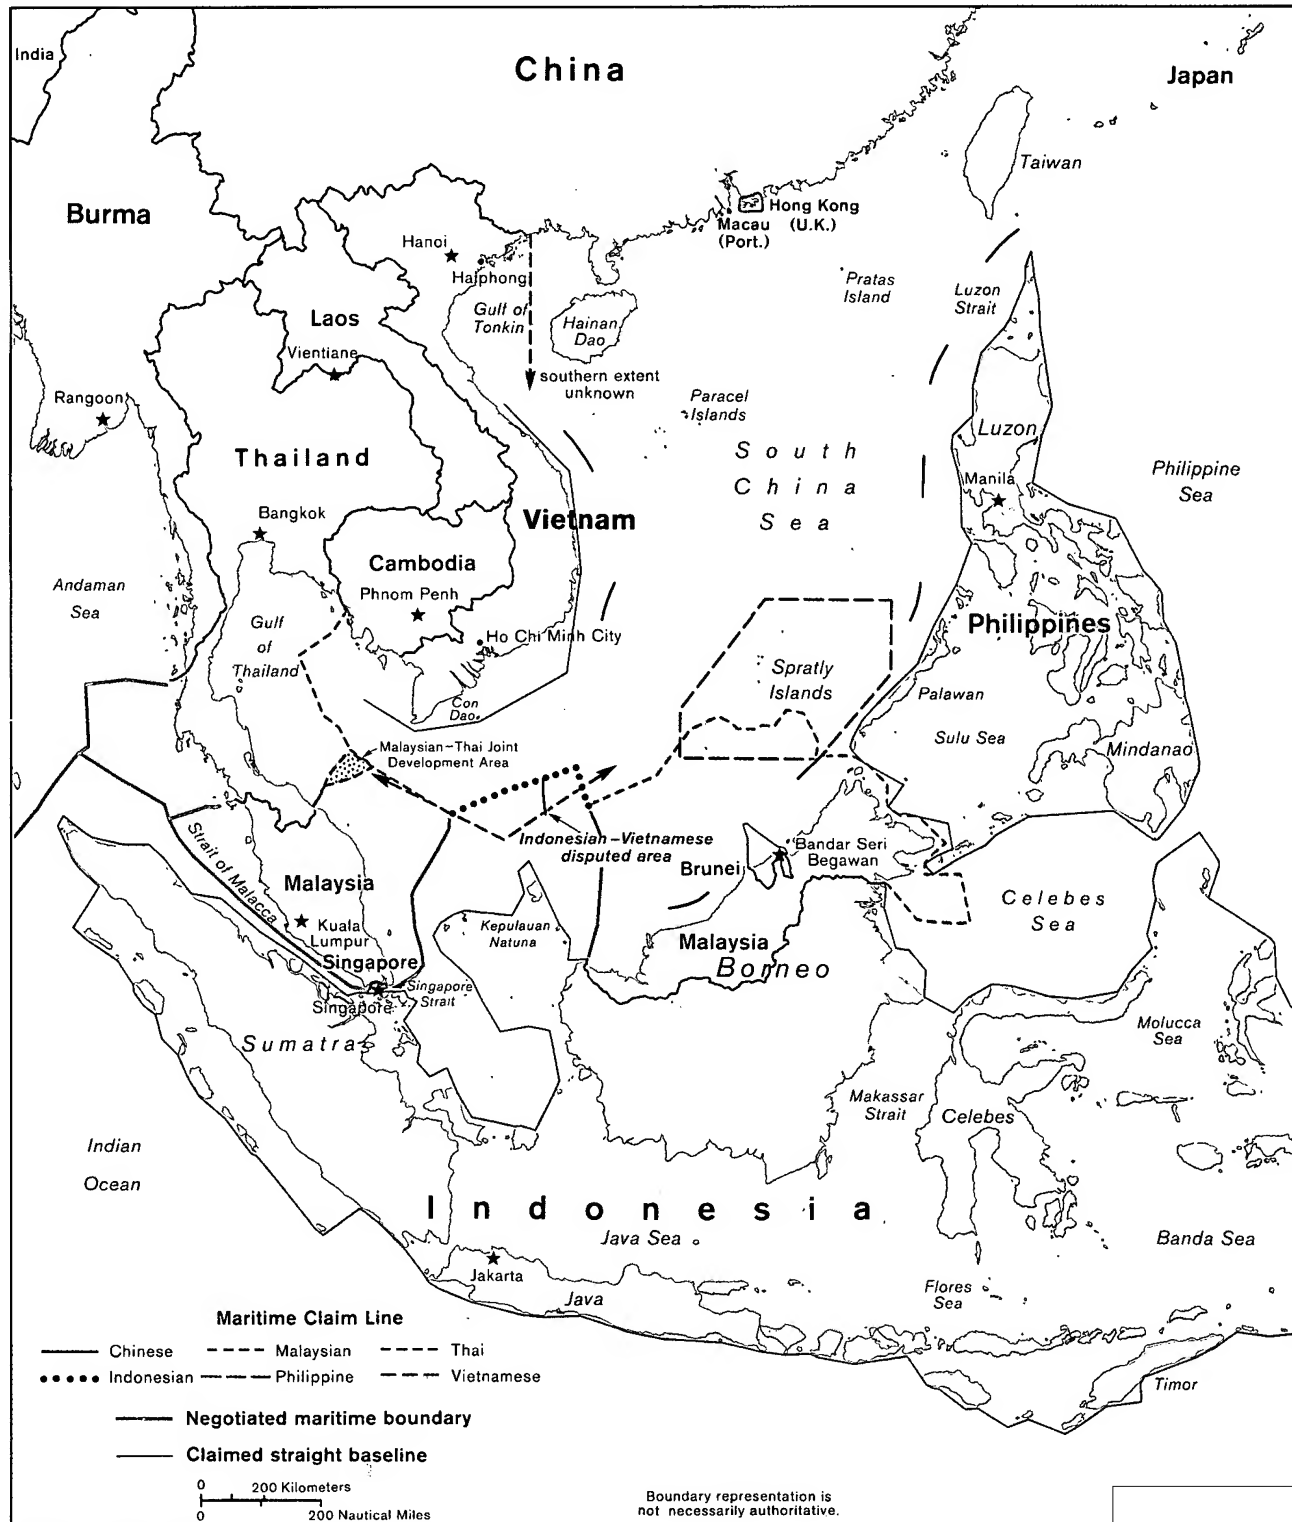 India
China
Japan
Taiwan
Burma
Hong Kong
(U.K.)
Macau
(Port.)
Hanoi
Haiphong
Pratas
Island
Luzon
Strait
Gulf of
Tonkin
Hainan
Dao
Laos
Vientiane
southern extent
unknown
Rangoon
Paracel
Islands
Luzon
Thailand
South
China
Sea
Philippine
Sea
Manila
Bangkok
Vietnam
Cambodia
Phnom Penh
Andaman
Sea
Gulf
of
Thailand
Ho Chi Minh City
Philippines
Spratly
Islands
Palawan
Con
Dao
Sulu Sea
Mindanao
Malaysian-Thai Joint
Development Area
Indonesian-Vietnamese
disputed area
Bandar Seri
Begawan
Brunei
Strait of Malacca
Malaysia
Kuala
Lumpur
Kepulauan
Natuna
Celebes
Sea
Malaysia
Borneo
Singapore
Singapore
Strait
Singapore
Sumatra
Molucca
Sea
Makassar
Strait
Celebes
Indian
Ocean
Indonesia
Java Sea
Banda Sea
Jakarta
Java
Flores
Sea
Timor
Maritime Claim Line
Chinese Malaysian Thai
Indonesian Philippine Vietnamese
Negotiated maritime boundary
Claimed straight baseline
0 200 Kilometers
0 200 Nautical Miles
Boundary representation is
not necessarily authoritative.